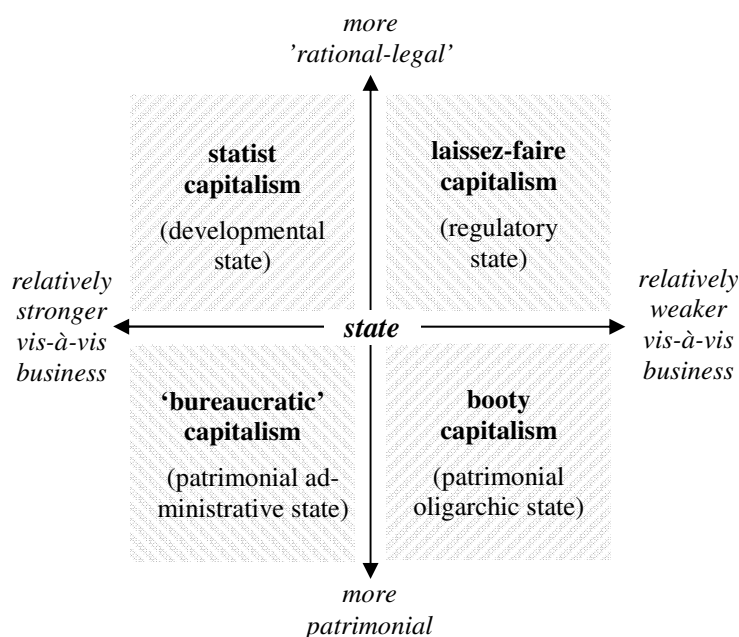 more
’rational-legal’
statist
capitalism
(developmental
state)
laissez-faire
capitalism
(regulatory
state)
relatively
stronger
vis-à-vis
business
state
relatively
weaker
vis-à-vis
business
‘bureaucratic’
capitalism
(patrimonial ad-
ministrative state)
booty
capitalism
(patrimonial
oligarchic state)
more
patrimonial